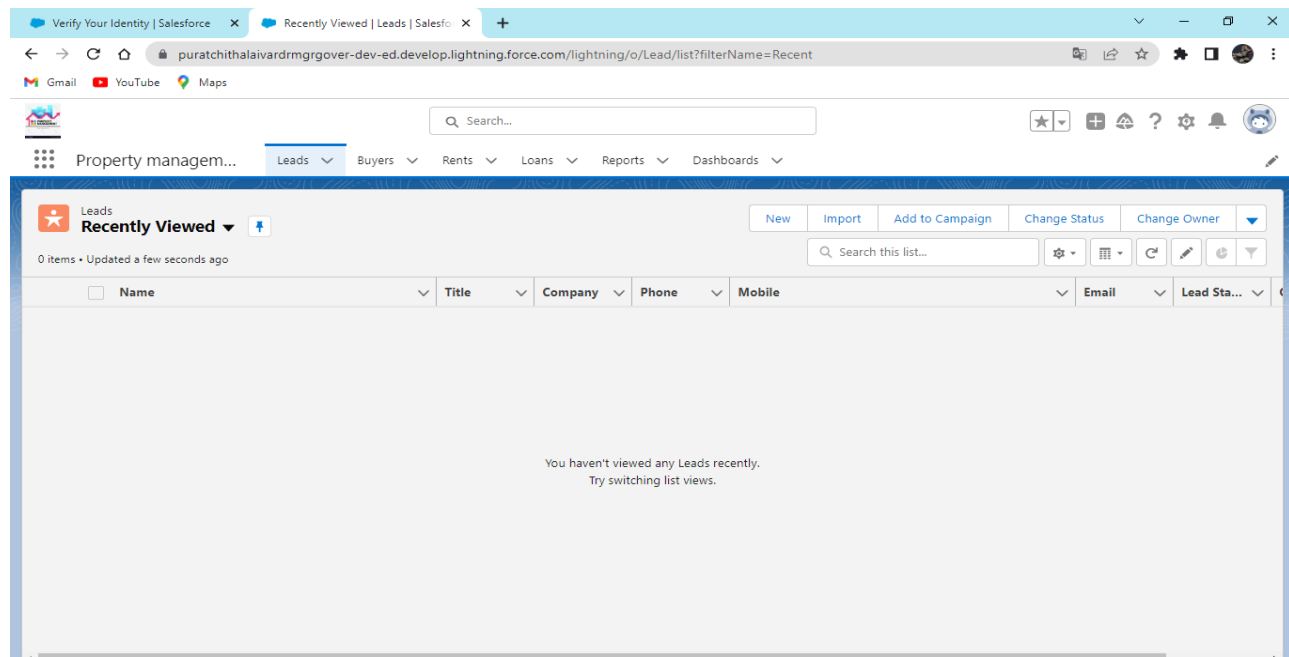 Verify Your Identity | Salesforce
Recently Viewed | Leads | Salesfo
puratchithalaivardrmgrgover-dev-ed.develop.lightning.force.com/lightning/o/Lead/list?filterName=Recent
Gmail YouTube Maps
Search...
Property managem... Leads Buyers Rents Loans Reports Dashboards
Leads
Recently Viewed
New Import Add to Campaign Change Status Change Owner
0 items • Updated a few seconds ago
Search this list...
Name Title Company Phone Mobile Email Lead Sta...
You haven't viewed any Leads recently.
Try switching list views.